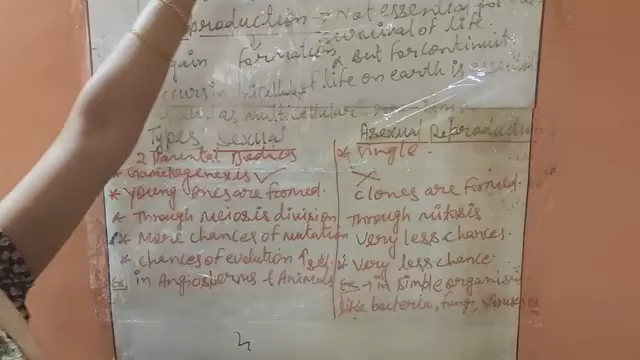 production - Not essential for
survival of life.
gain formation, But for continuity
of life on earth is essential
as multicellular
Types Sexual
Asexual Reproduction
2 Parental Bodies
* Single
* Gametogenesis ✓
✗
* Young ones are formed.
clones are formed.
* Through meiosis division
Through mitosis
* More chances of mutation
Very less chances.
* chances of evolution ↑
* Very less chance
in Angiosperms & Animals
→ in simple organism
like bacteria, fungi, virus